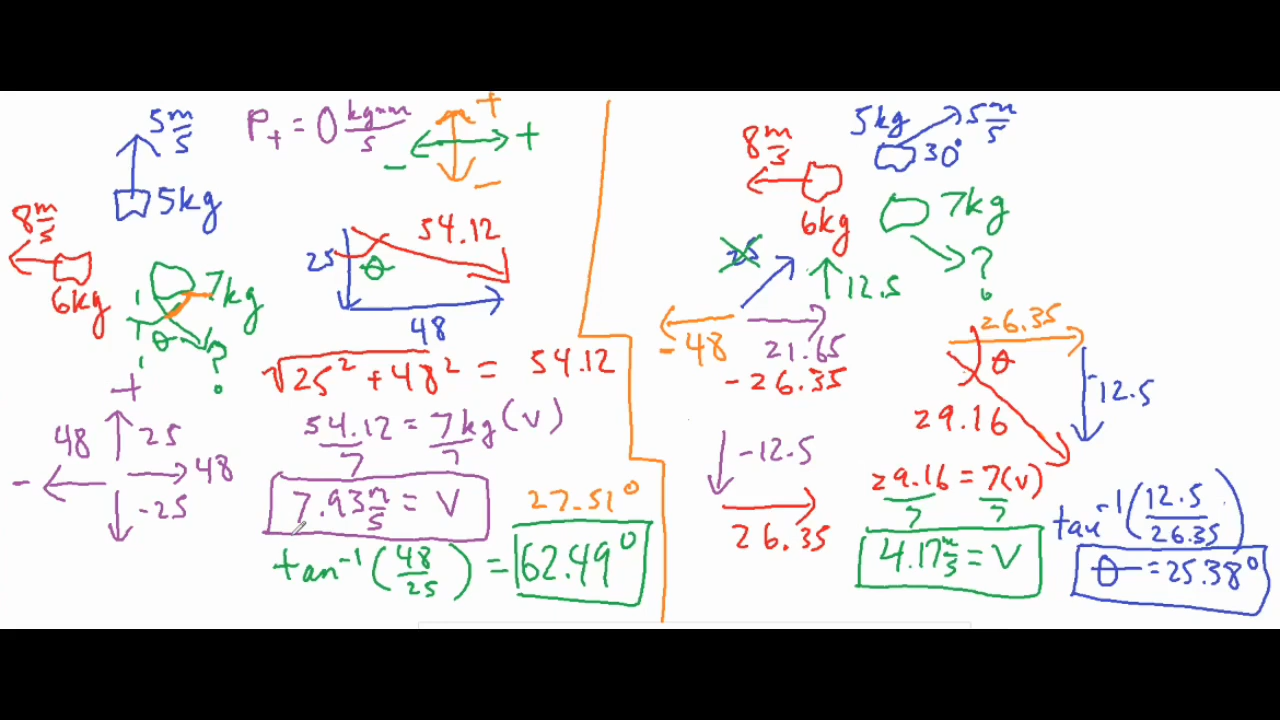 5 m/s
P_t = 0 kg·m/s
+
+
-
-
5kg
8 m/s
6kg
7kg
θ
?
25
θ
54.12
48
√25² + 48² = 54.12
54.12 = 7kg(V)
7 7
7.93 m/s = V
+
48
25
48
-
-25
tan⁻¹(48/25) = 62.49°
27.51°
8 m/s
5kg
5 m/s
30°
6kg
7kg
?
25
12.5
-48
21.65
-26.35
26.35
θ
-12.5
29.16
-12.5
26.35
29.16 = 7(V)
7 7
4.17 m/s = V
tan⁻¹(12.5/26.35)
θ = 25.38°